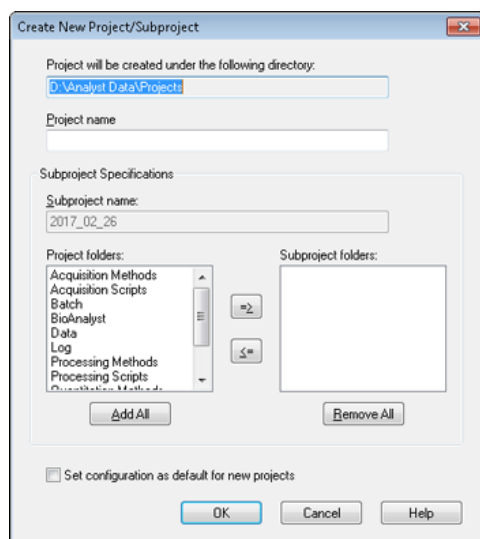 Create New Project/Subproject
Project will be created under the following directory:
D:\Analyst Data\Projects
Project name
Subproject Specifications
Subproject name:
2017_02_26
Project folders:
Subproject folders:
Acquisition Methods
Acquisition Scripts
Batch
BioAnalyst
Data
Log
Processing Methods
Processing Scripts
Quantitation Methods
=>
<=
Add All
Remove All
Set configuration as default for new projects
OK
Cancel
Help